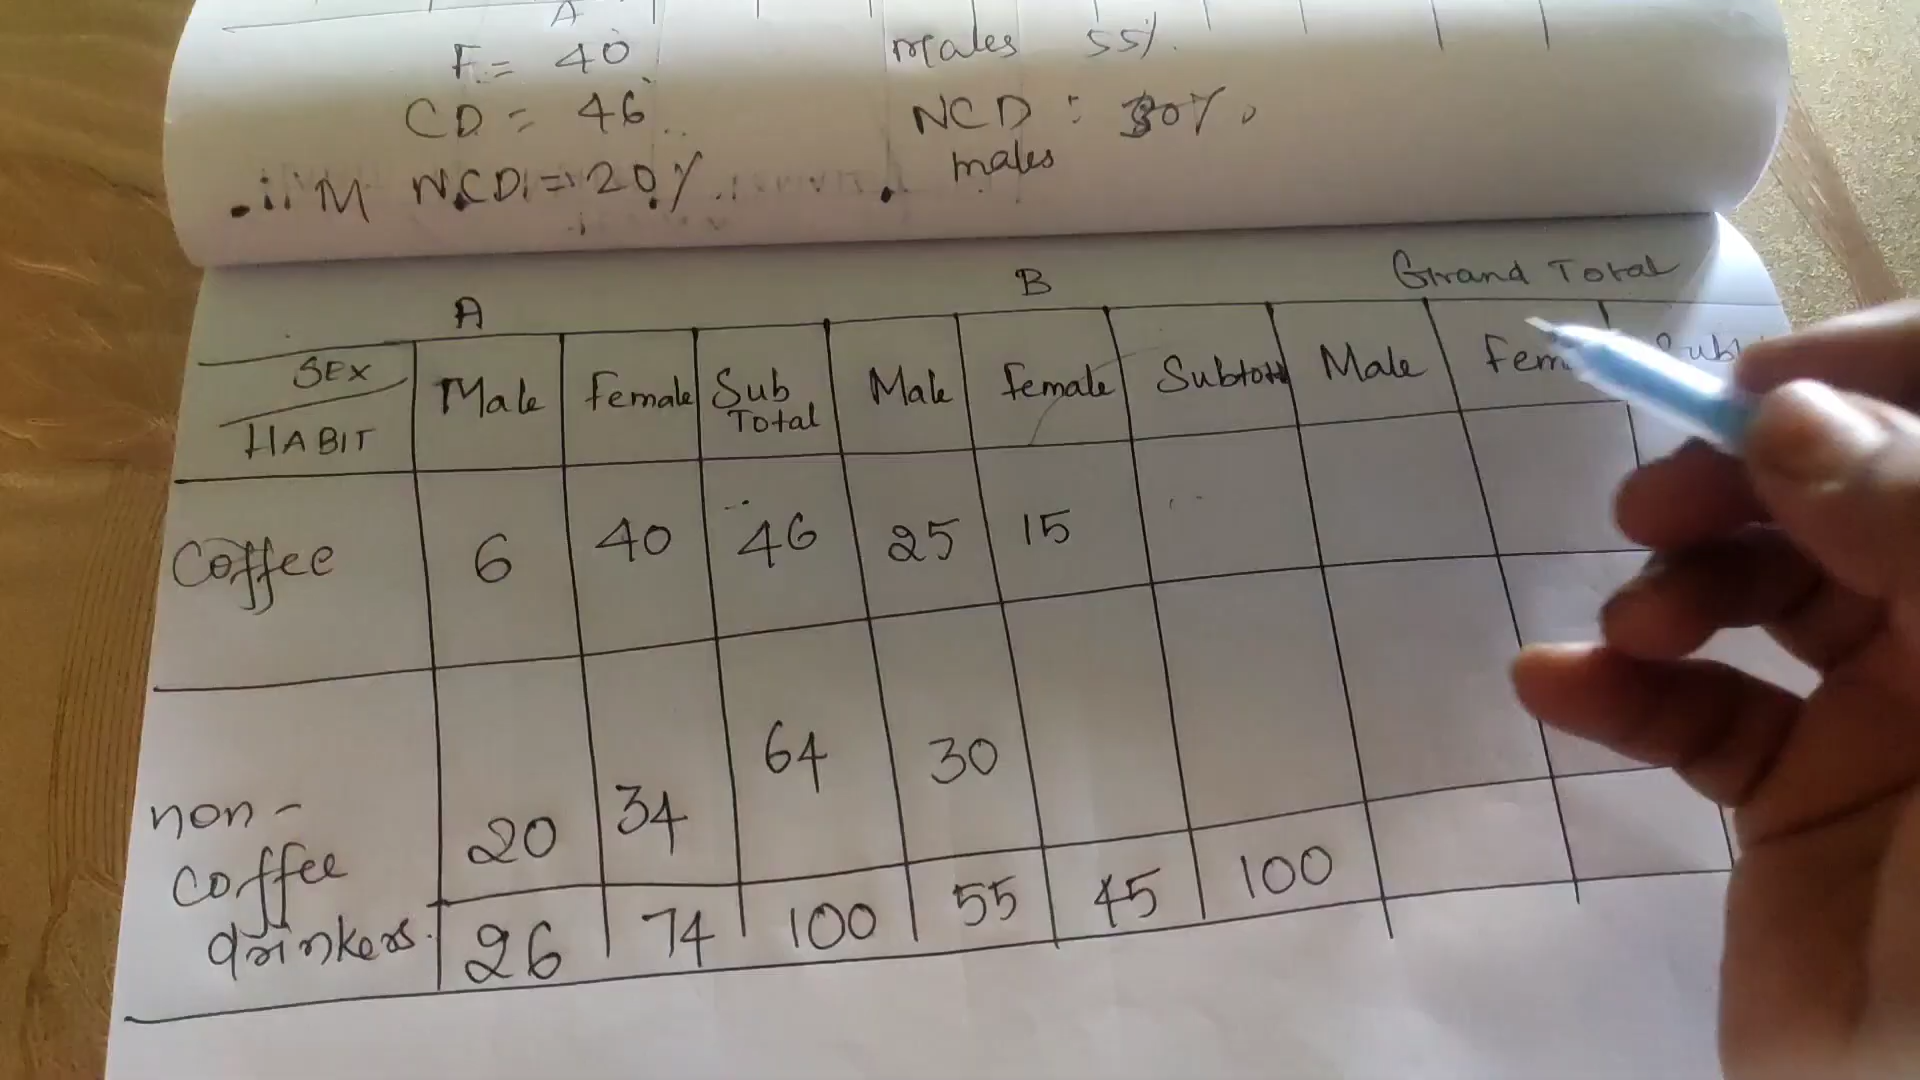 A
F = 40
males 55%.
CD = 46
NCD : 30%
males
M NCD = 20%
A
B
Grand Total
SEX
HABIT
Male Female Sub Total Male Female Subtotal Male
Coffee 6 40 46 25 15
non-coffee drinkers. 20 34 64 30
26 74 100 55 45 100